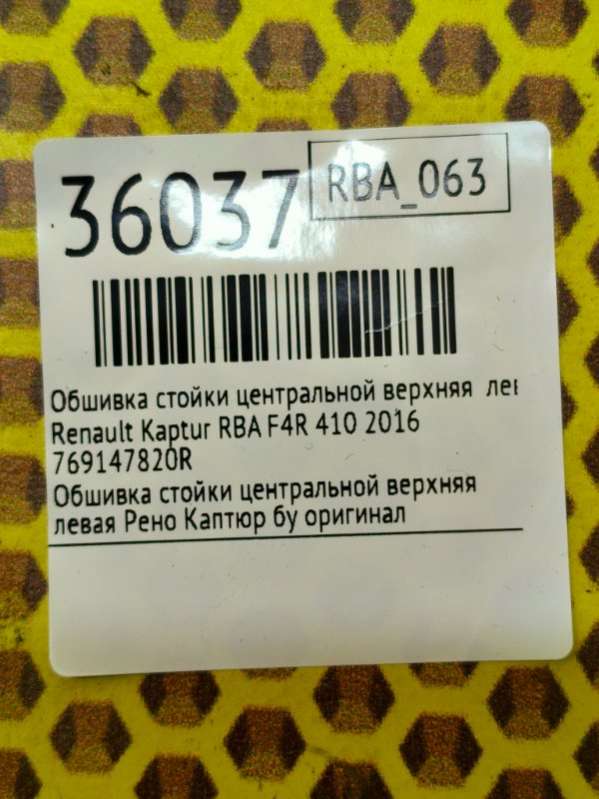 36037
RBA_063
Обшивка стойки центральной верхняя
Renault Kaptur RBA F4R 410 2016
769147820R
Обшивка стойки центральной верхняя
левая Рено Каптюр бу оригинал